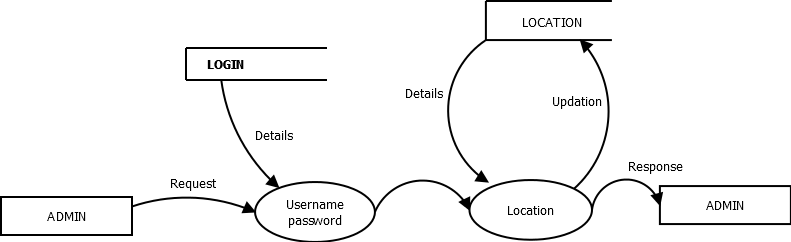 LOCATION
LOGIN
Details
Updation
Details
Response
Request
Username
password
Location
ADMIN
ADMIN